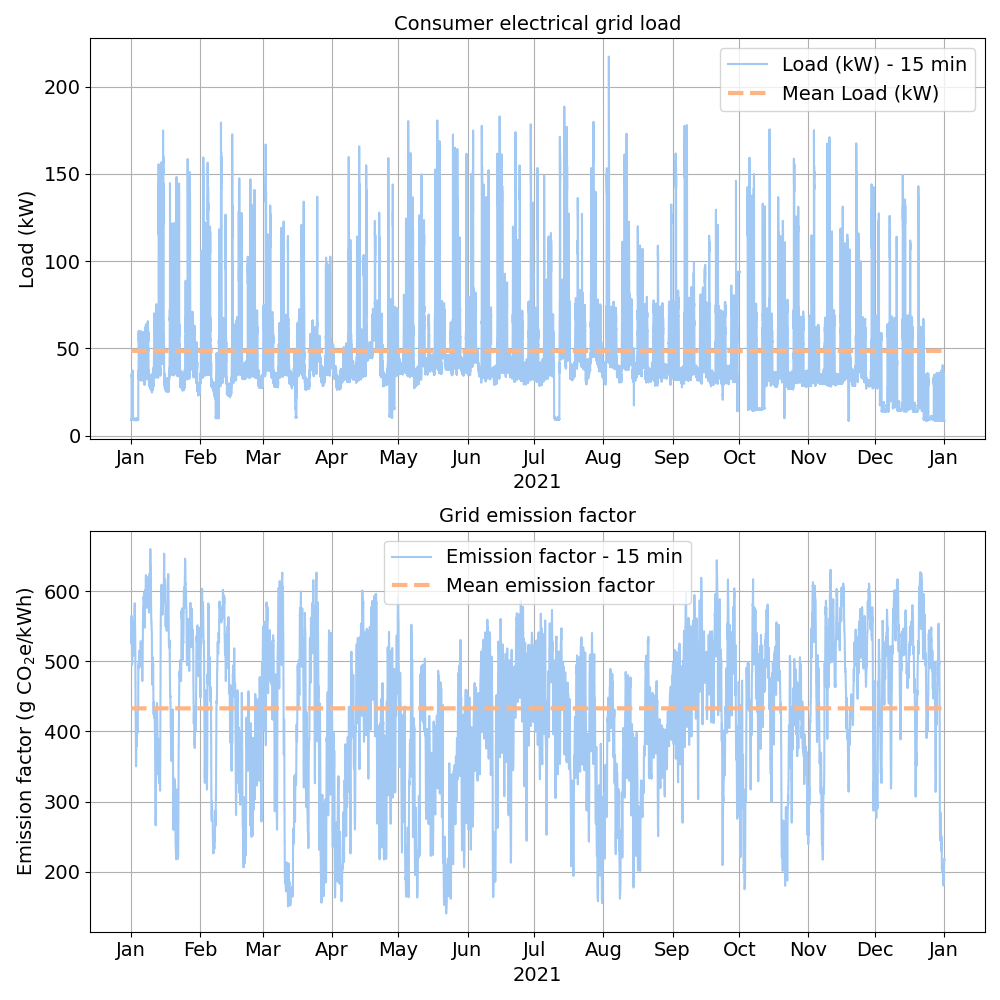 Consumer electrical grid load
Load (kW) - 15 min
Mean Load (kW)
Load (kW)
200
150
100
50
0
Jan Feb Mar Apr May Jun Jul Aug Sep Oct Nov Dec Jan
2021
Grid emission factor
Emission factor - 15 min
Mean emission factor
Emission factor (g CO₂e/kWh)
600
500
400
300
200
Jan Feb Mar Apr May Jun Jul Aug Sep Oct Nov Dec Jan
2021